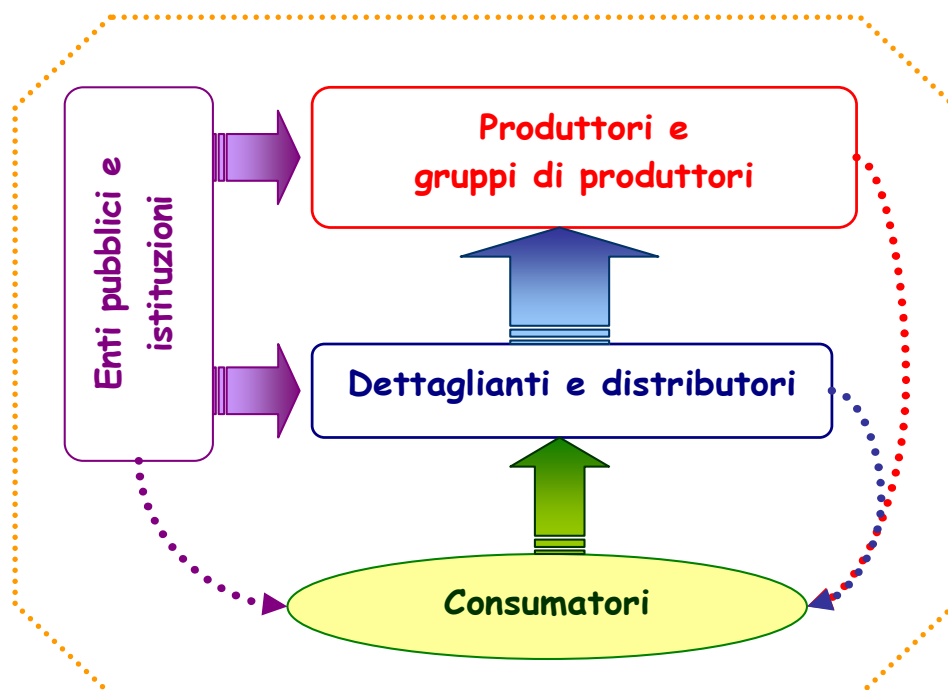 Enti pubblici e
istituzioni
Produttori e
gruppi di produttori
Dettaglianti e distributori
Consumatori